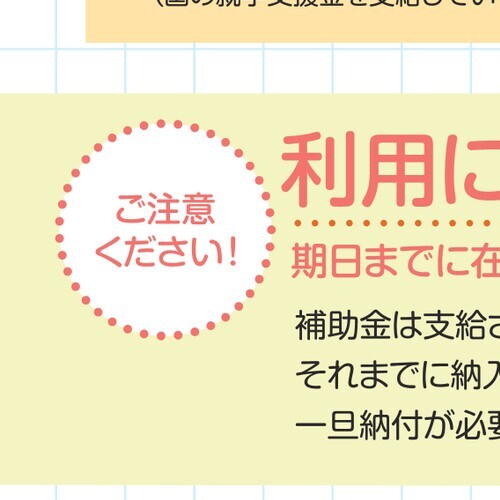 ご注意
ください!
利用に
期日までに在
補助金は支給さ
それまでに納入
一旦納付が必要